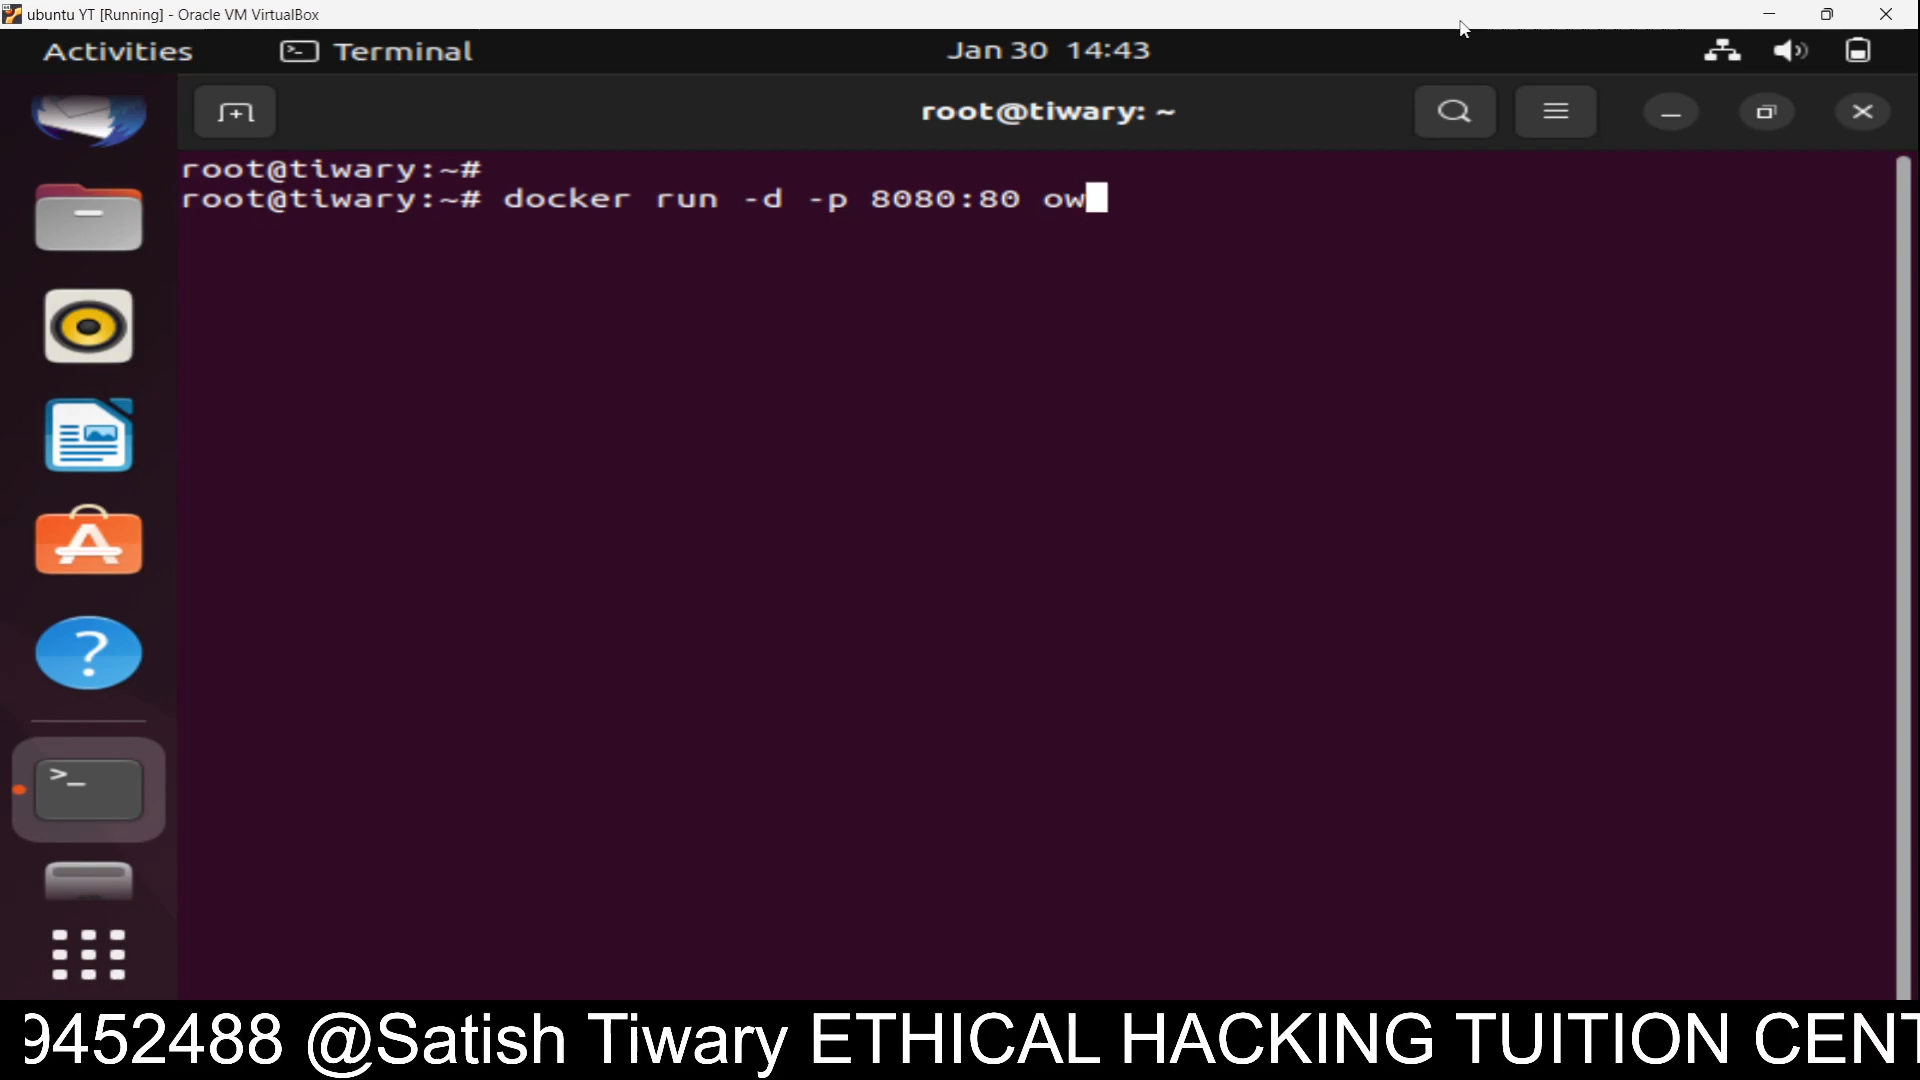 ubuntu YT [Running] - Oracle VM VirtualBox
Activities Terminal Jan 30 14:43
root@tiwary: ~
root@tiwary:~#
root@tiwary:~# docker run -d -p 8080:80 ow
9452488 @Satish Tiwary ETHICAL HACKING TUITION CENT